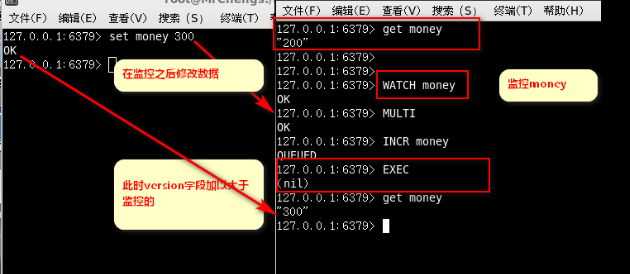 文件(F) 编辑(E) 查看(V) 搜索 (S) 终端(T) 帮助(H)
127.0.0.1:6379> set money 300
OK
127.0.0.1:6379>
在监控之后修改数据
此时version字段加以大于
监控的
文件(F) 编辑(E) 查看(V) 搜索 (S) 终端(T) 帮助(H)
127.0.0.1:6379> get money
"200"
127.0.0.1:6379>
127.0.0.1:6379>
127.0.0.1:6379> WATCH money
OK
127.0.0.1:6379> MULTI
OK
127.0.0.1:6379> INCR money
QUEUED
127.0.0.1:6379> EXEC
(nil)
127.0.0.1:6379> get money
"300"
127.0.0.1:6379>
监控money